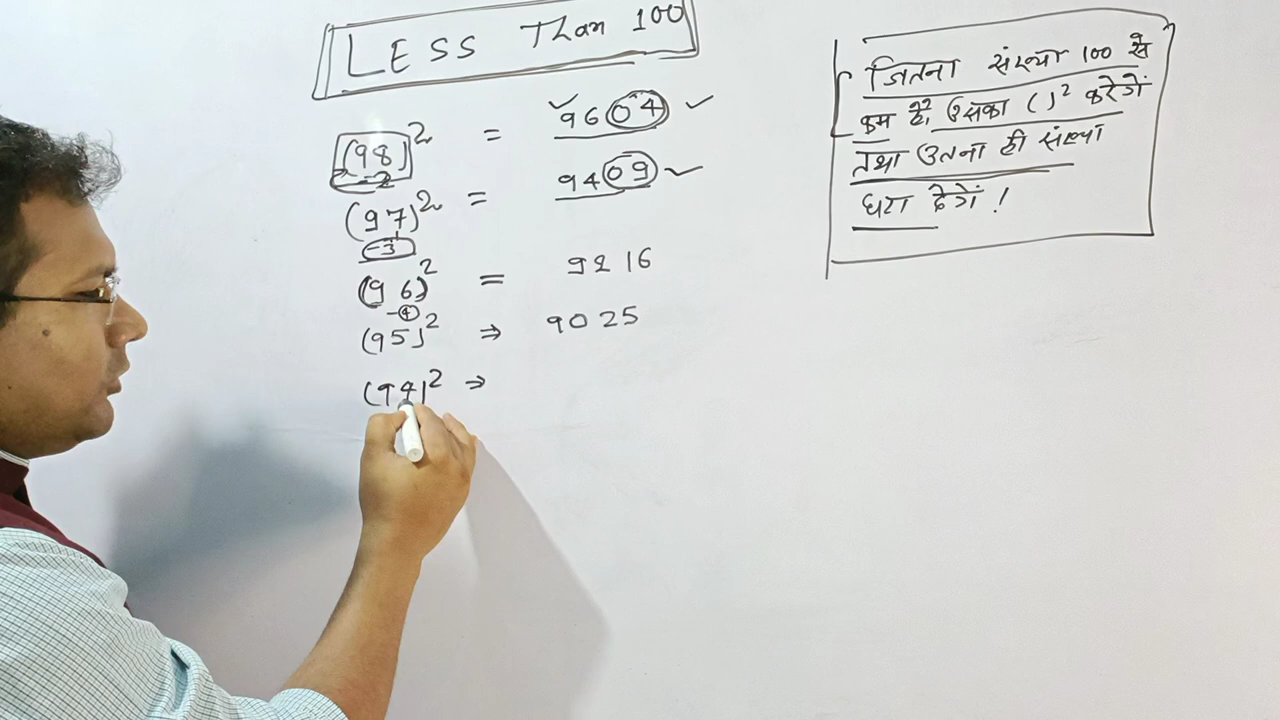 LESS Than 100
(98)² = 9604
-2
(97)² = 9409
-3
(96)² = 9216
-4
(95)² ⇒ 9025
(94)² ⇒
जितना संख्या 100 से
कम है, उसका ( )² करेगें
तथा उतना ही संख्या
घटा देगें!